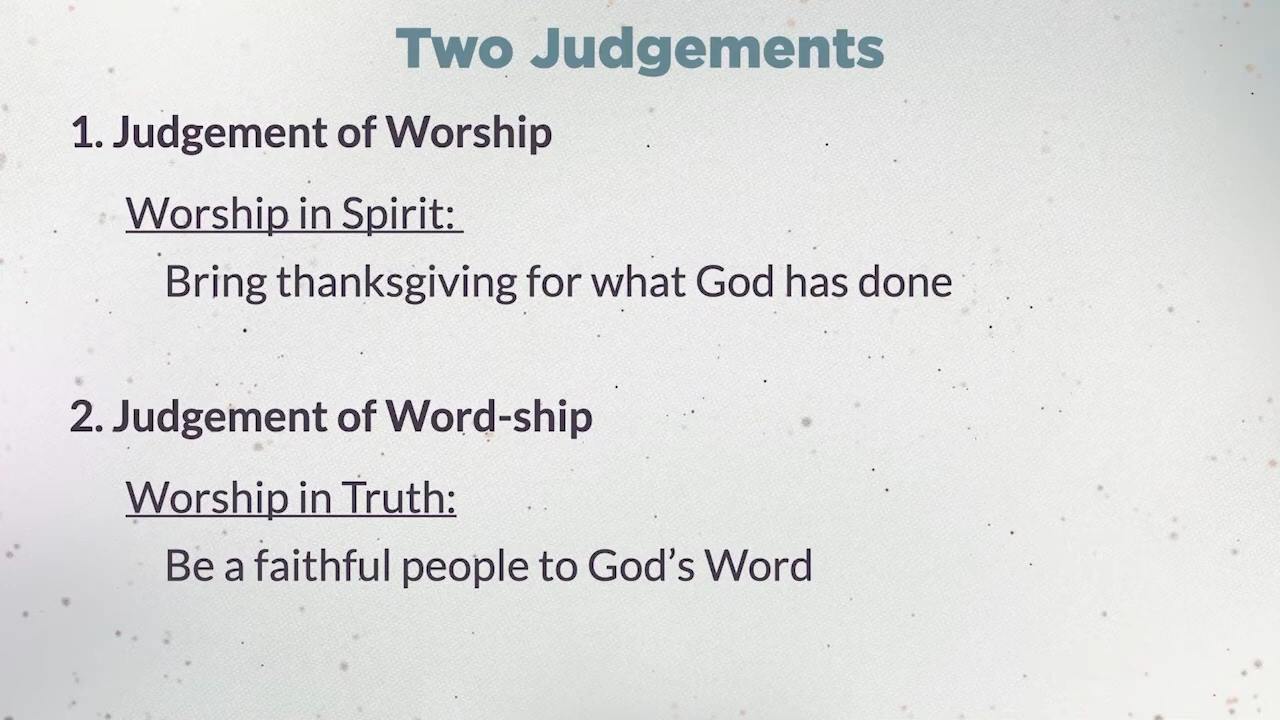 Two Judgements
1. Judgement of Worship
Worship in Spirit:
Bring thanksgiving for what God has done
2. Judgement of Word-ship
Worship in Truth:
Be a faithful people to God’s Word